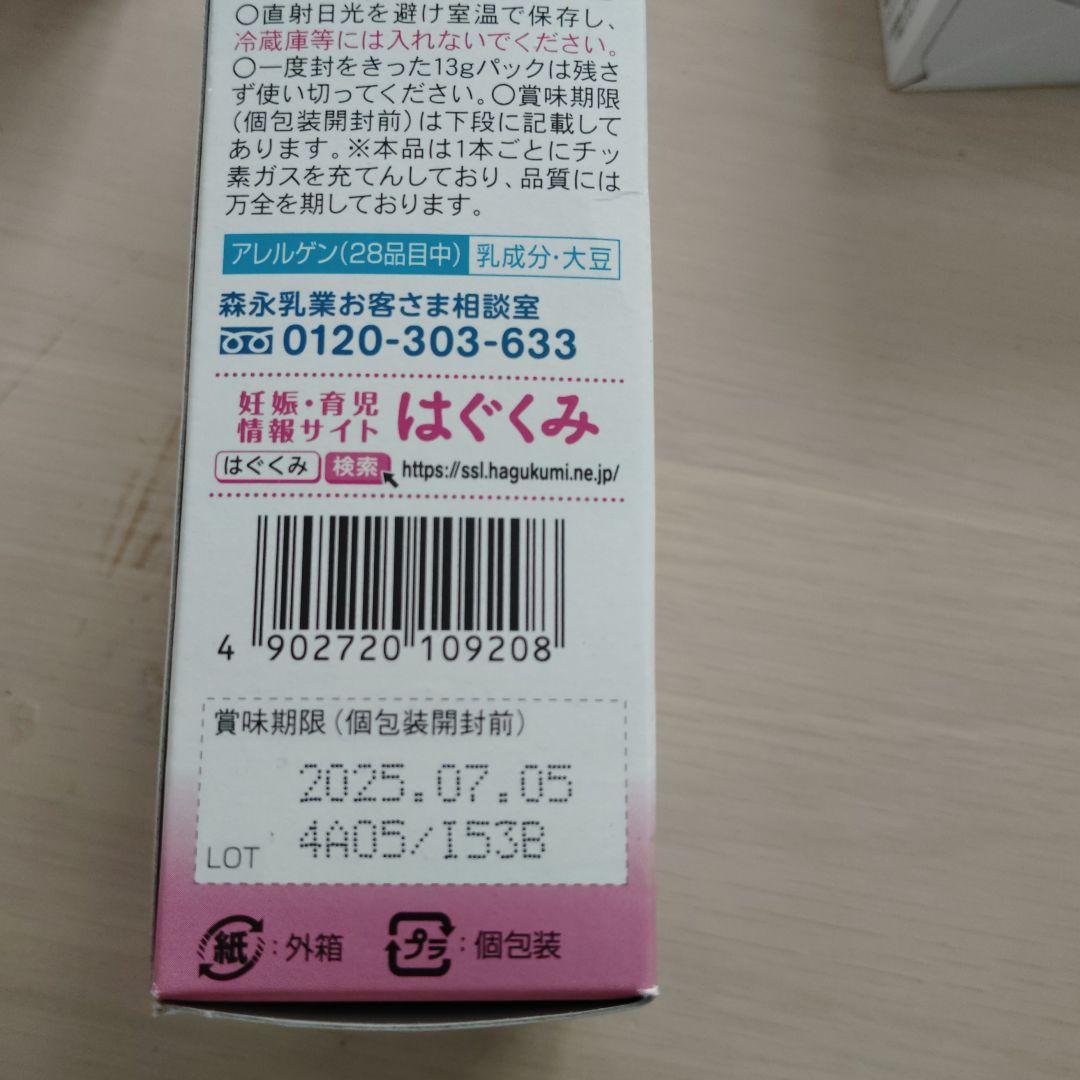 ○直射日光を避け室温で保存し、
冷蔵庫等には入れないでください。
○一度封をきった13gパックは残さ
ず使い切ってください。○賞味期限
(個包装開封前)は下段に記載して
あります。※本品は1本ごとにチッ
素ガスを充てんしており、品質には
万全を期しております。
アレルゲン(28品目中) 乳成分・大豆
森永乳業お客さま相談室
0120-303-633
妊娠・育児
情報サイト はぐくみ
はぐくみ 検索 https://ssl.hagukumi.ne.jp/
4 902720 109208
賞味期限(個包装開封前)
2025.07.05
LOT 4A05/I53B
紙:外箱 プラ:個包装